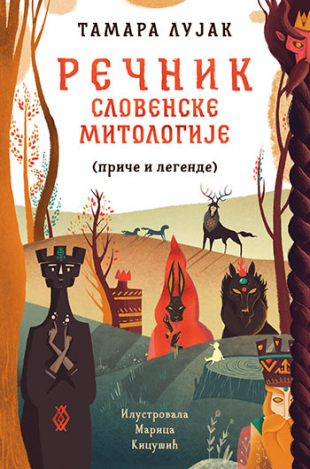 ТАМАРА ЛУЈАК
РЕЧНИК
СЛОВЕНСКЕ
МИТОЛОГИЈЕ
(приче и легенде)
Илустровала
Марица
Кицушић